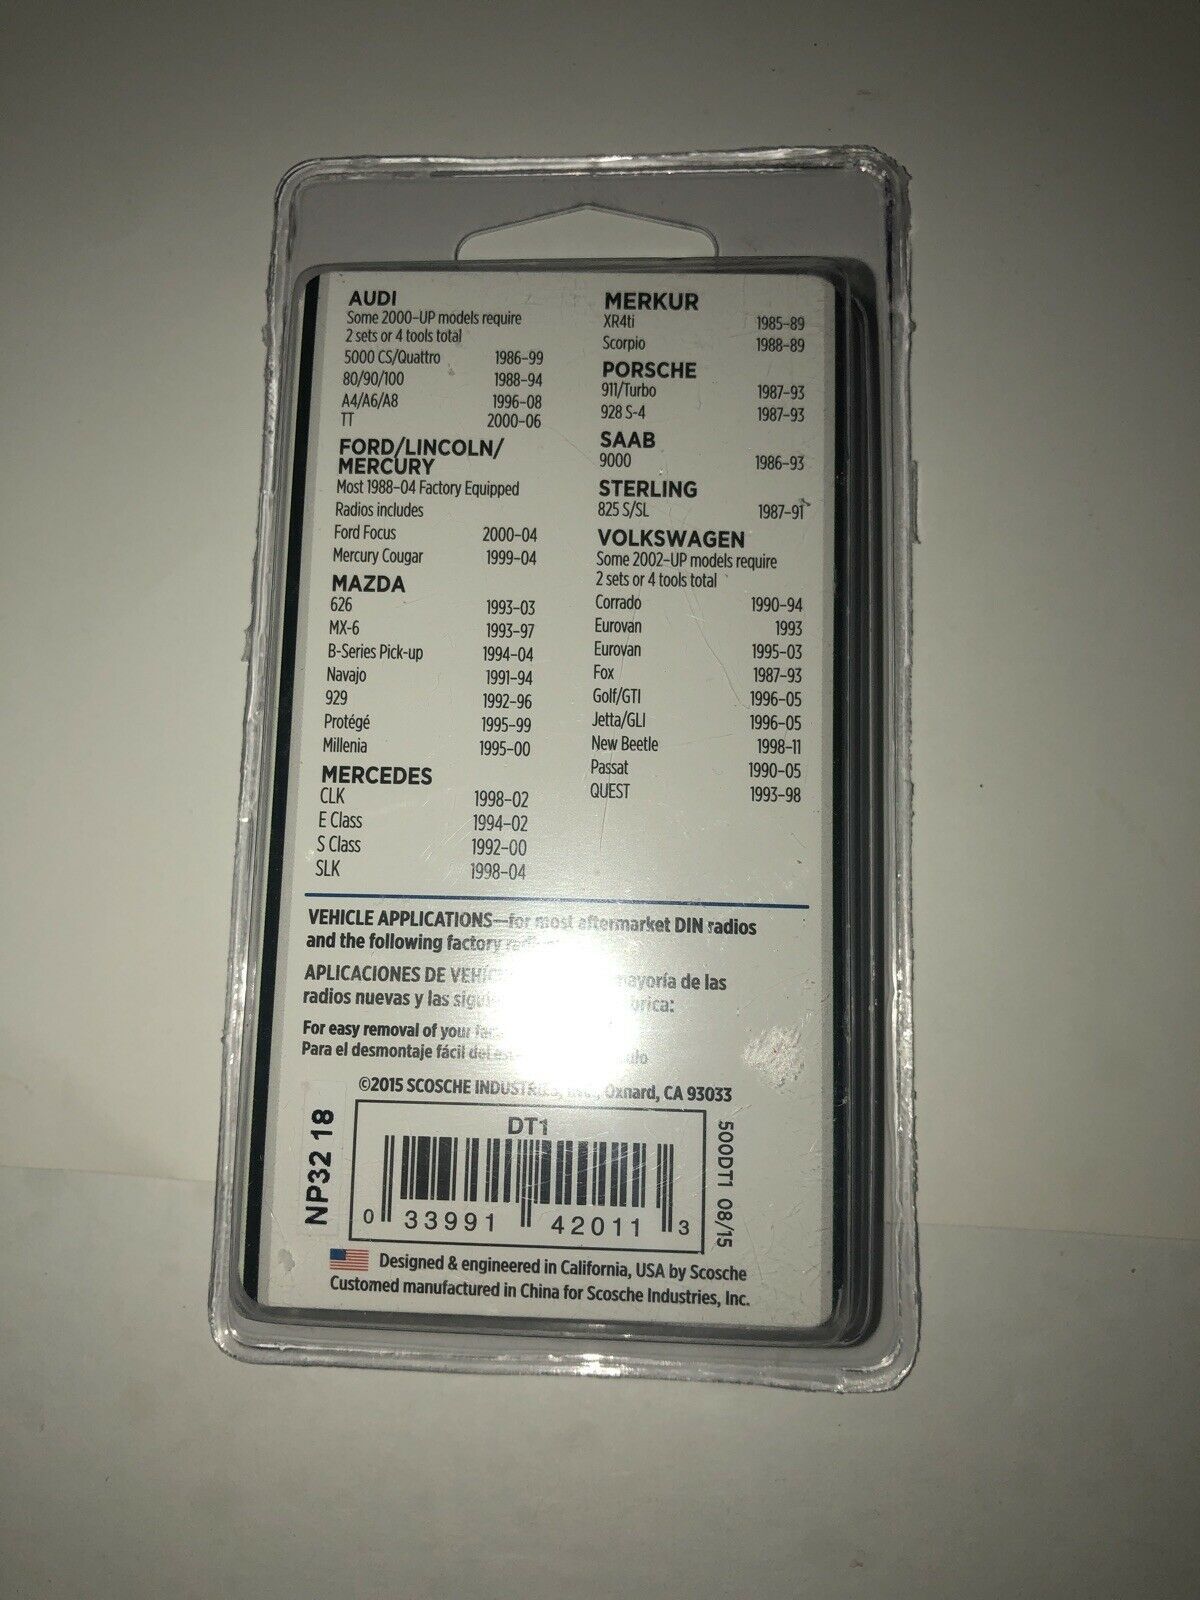 AUDI
Some 2000-UP models require
2 sets or 4 tools total
5000 CS/Quattro 1986-99
80/90/100 1988-94
A4/A6/A8 1996-08
TT 2000-06
FORD/LINCOLN/
MERCURY
Most 1988-04 Factory Equipped
Radios includes
Ford Focus 2000-04
Mercury Cougar 1999-04
MAZDA
626 1993-03
MX-6 1993-97
B-Series Pick-up 1994-04
Navajo 1991-94
929 1992-96
Protégé 1995-99
Millenia 1995-00
MERCEDES
CLK 1998-02
E Class 1994-02
S Class 1992-00
SLK 1998-04
MERKUR
XR4ti 1985-89
Scorpio 1988-89
PORSCHE
911/Turbo 1987-93
928 S-4 1987-93
SAAB
9000 1986-93
STERLING
825 S/SL 1987-91
VOLKSWAGEN
Some 2002-UP models require
2 sets or 4 tools total
Corrado 1990-94
Eurovan 1993
Eurovan 1995-03
Fox 1987-93
Golf/GTI 1996-05
Jetta/GLI 1996-05
New Beetle 1998-11
Passat 1990-05
QUEST 1993-98
VEHICLE APPLICATIONS—for most aftermarket DIN radios
and the following factory
APLICACIONES DE mayoría de las
radios nuevas y las
For easy removal of your
Para el desmontaje fácil del
©2015 SCOSCHE INDUSTRIES, Inc., Oxnard, CA 93033
DT1
0 33991 42011 3
NP32 18
500DT1 08/15
Designed & engineered in California, USA by Scosche
Customed manufactured in China for Scosche Industries, Inc.